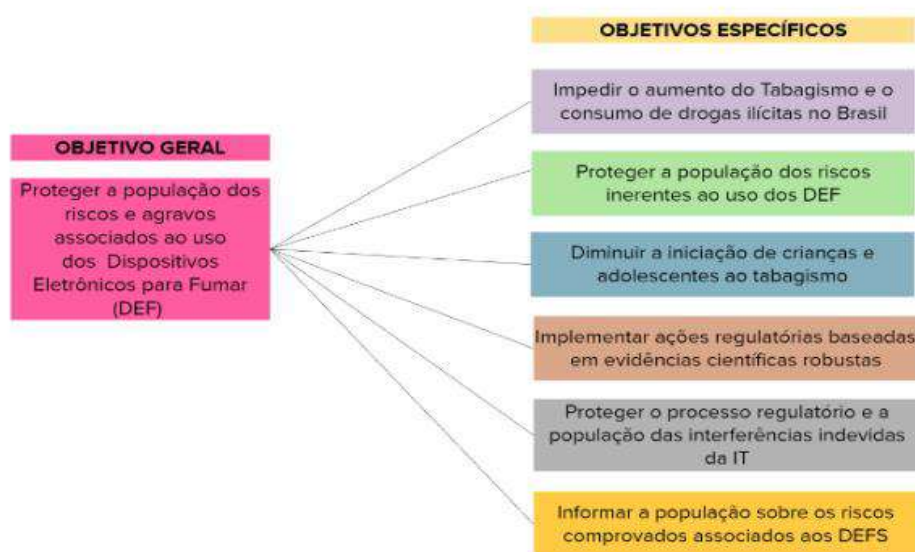 OBJETIVO GERAL
Proteger a população dos
riscos e agravos
associados ao uso
dos Dispositivos
Eletrônicos para Fumar
(DEF)
OBJETIVOS ESPECÍFICOS
Impedir o aumento do Tabagismo e o
consumo de drogas ilícitas no Brasil
Proteger a população dos riscos
inerentes ao uso dos DEF
Diminuir a iniciação de crianças e
adolescentes ao tabagismo
Implementar ações regulatórias baseadas
em evidências científicas robustas
Proteger o processo regulatório e a
população das interferências indevidas
da IT
Informar a população sobre os riscos
comprovados associados aos DEFS